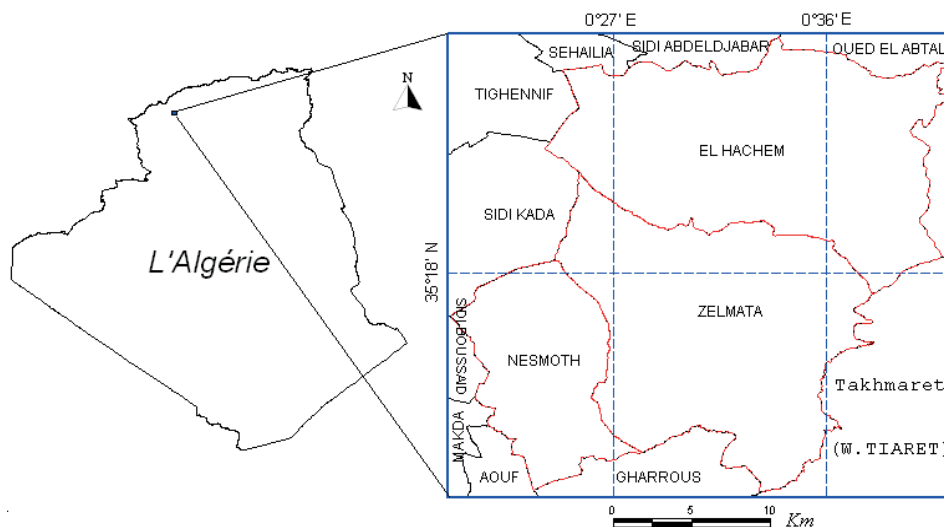 0°27' E
0°36' E
SEHAILIA
SIDI ABDELDJABAR
OUED EL ABTAL
N
TIGHENNIF
EL HACHEM
SIDI KADA
L'Algérie
35°18' N
ZELMATA
SIDI BOUSSAID
NESMOTH
Takhmaret
MAKDA
(W.TIARET)
AOUF
GHARROUS
0 5 10
Km